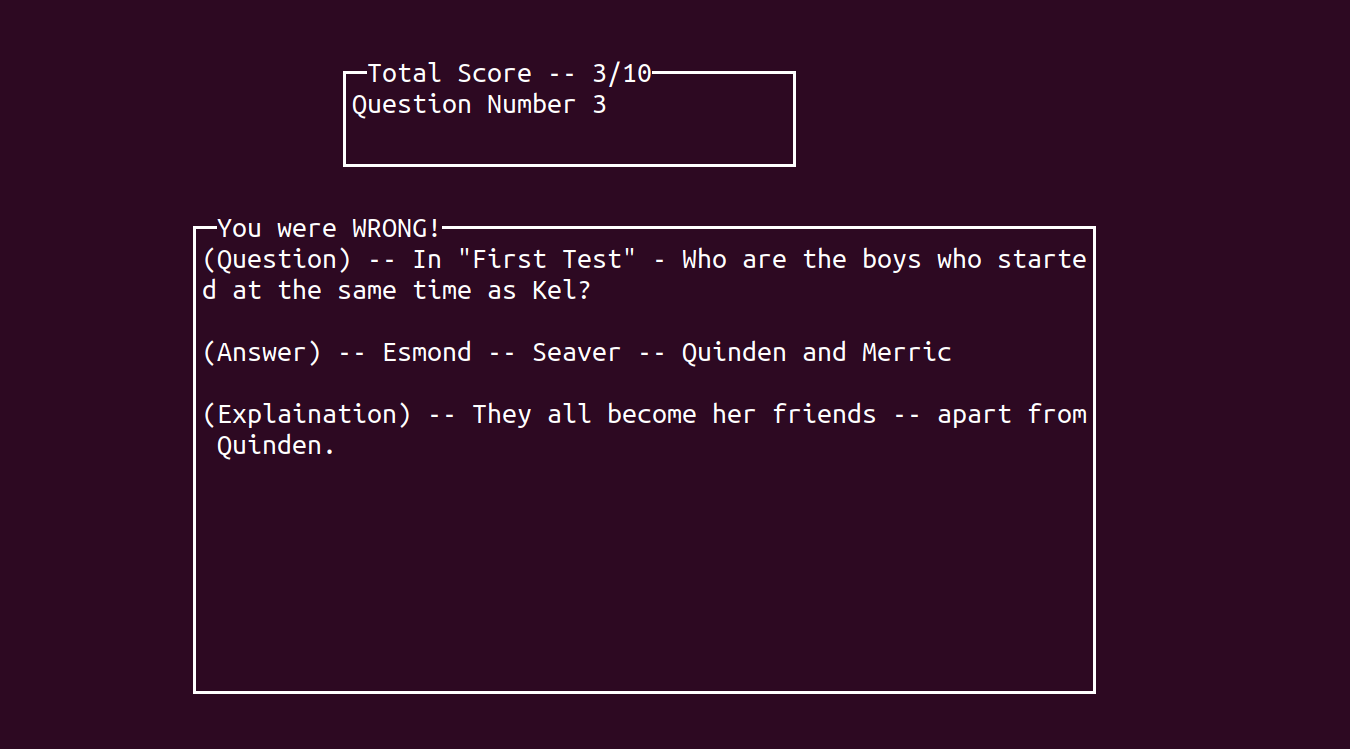 Total Score -- 3/10
Question Number 3
You were WRONG!
(Question) -- In "First Test" - Who are the boys who starte
d at the same time as Kel?
(Answer) -- Esmond -- Seaver -- Quinden and Merric
(Explaination) -- They all become her friends -- apart from
Quinden.